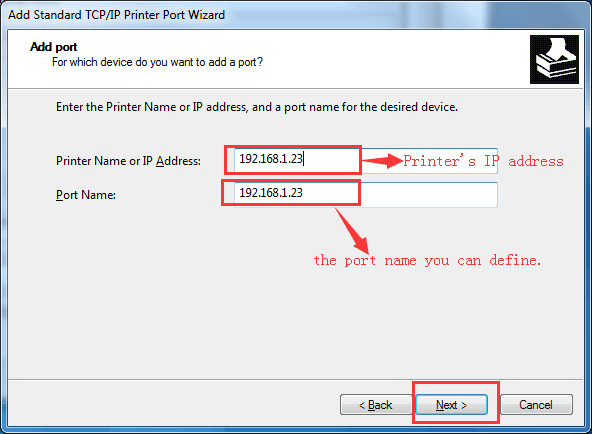 Add Standard TCP/IP Printer Port Wizard
Add port
For which device do you want to add a port?
Enter the Printer Name or IP address, and a port name for the desired device.
Printer Name or IP Address: 192.168.1.23 Printer's IP address
Port Name: 192.168.1.23
the port name you can define.
< Back Next > Cancel